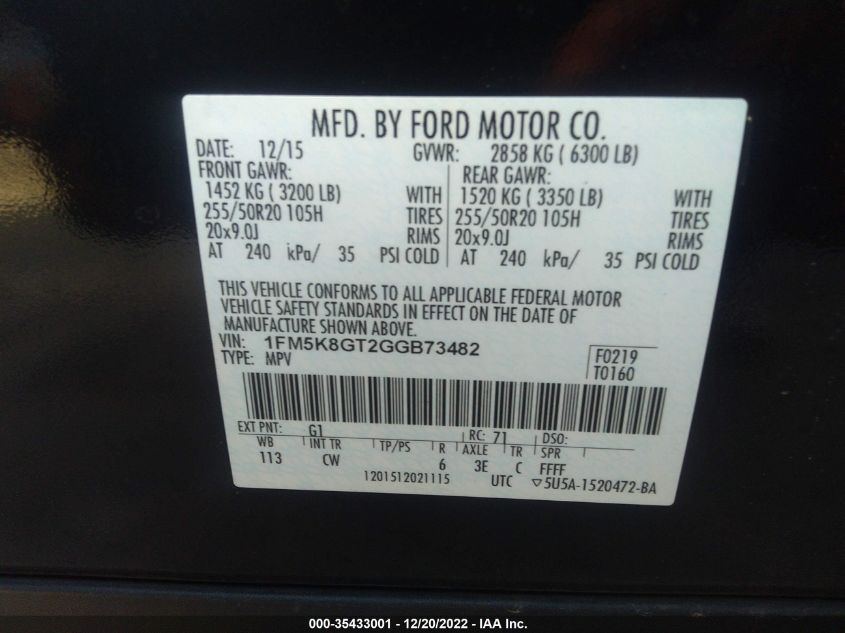 MFD. BY FORD MOTOR CO.
DATE: 12/15 GVWR: 2858 KG ( 6300 LB)
FRONT GAWR: REAR GAWR:
1452 KG ( 3200 LB) WITH 1520 KG ( 3350 LB) WITH
255/50R20 105H TIRES 255/50R20 105H TIRES
20x9.0J RIMS 20x9.0J RIMS
AT 240 kPa/ 35 PSI COLD AT 240 kPa/ 35 PSI COLD
THIS VEHICLE CONFORMS TO ALL APPLICABLE FEDERAL MOTOR
VEHICLE SAFETY STANDARDS IN EFFECT ON THE DATE OF
MANUFACTURE SHOWN ABOVE.
VIN: 1FM5K8GT2GGB73482
TYPE: MPV
F0219
T0160
EXT PNT: G1 RC: 71 DSO:
WB INT TR TP/PS R AXLE TR SPR
113 CW 6 3E C FFFF
1201512021115 UTC ▽5U5A-1520472-BA
000-35433001 - 12/20/2022 - IAA Inc.